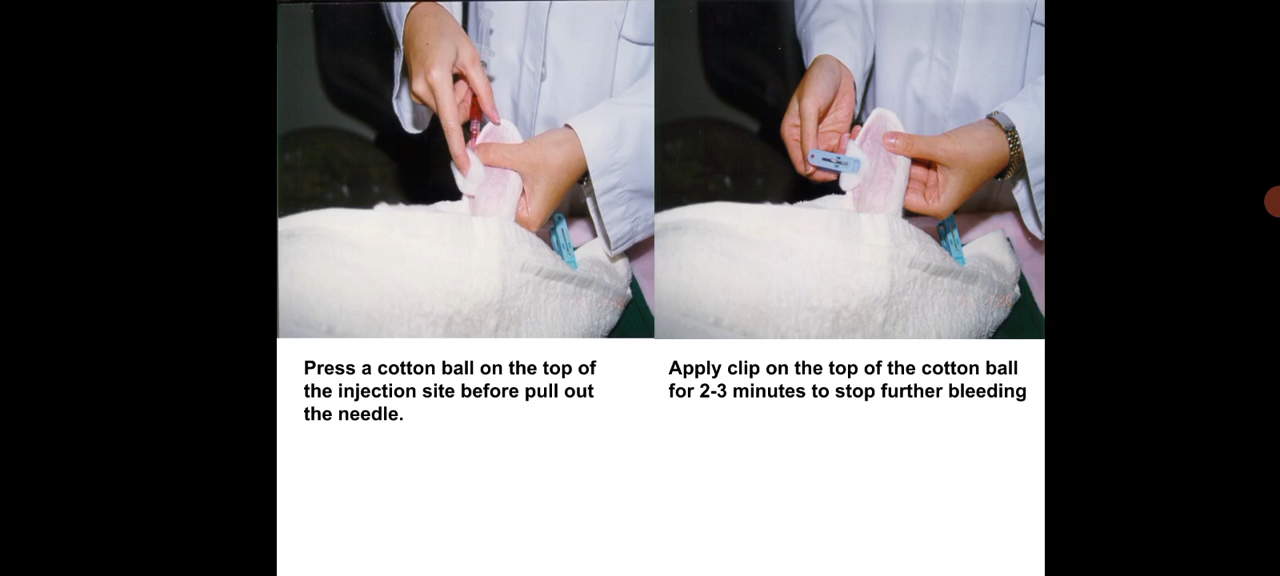 Press a cotton ball on the top of
the injection site before pull out
the needle.
Apply clip on the top of the cotton ball
for 2-3 minutes to stop further bleeding